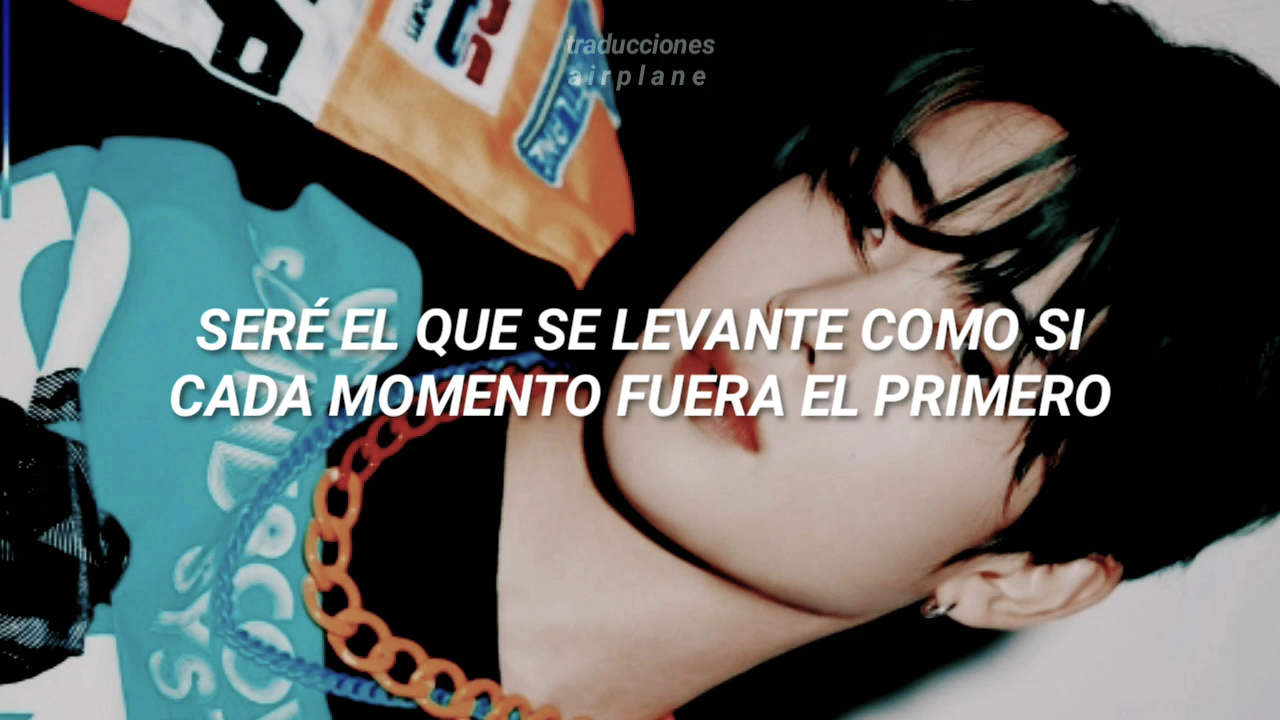 traducciones
airplane
SERÉ EL QUE SE LEVANTE COMO SI
CADA MOMENTO FUERA EL PRIMERO